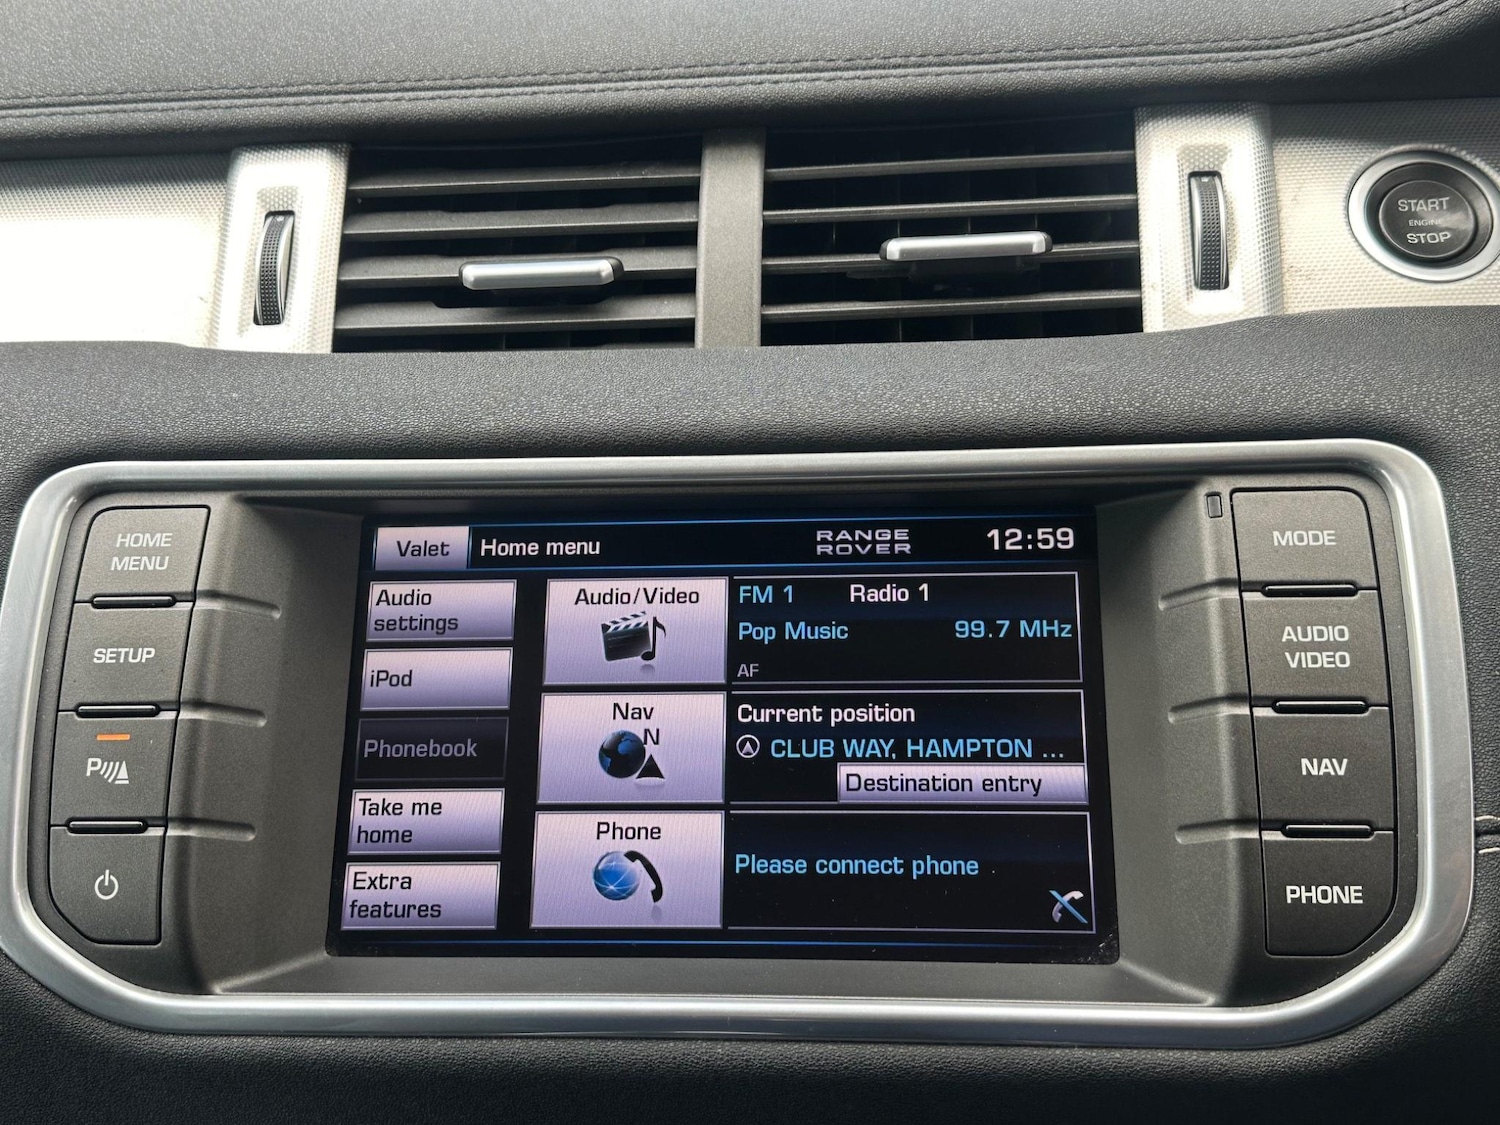 START
ENGINE
STOP
HOME
MENU
SETUP
P
Valet
Home menu
RANGE
ROVER
12:59
Audio
settings
iPod
Phonebook
Take me
home
Extra
features
Audio/Video
Nav
N
Phone
FM 1 Radio 1
Pop Music 99.7 MHz
AF
Current position
CLUB WAY, HAMPTON ...
Destination entry
Please connect phone
MODE
AUDIO
VIDEO
NAV
PHONE